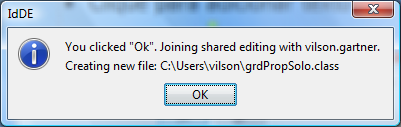 IdDE
You clicked "Ok". Joining shared editing with vilson.gartner.
Creating new file: C:\Users\vilson\grdPropSolo.class
OK